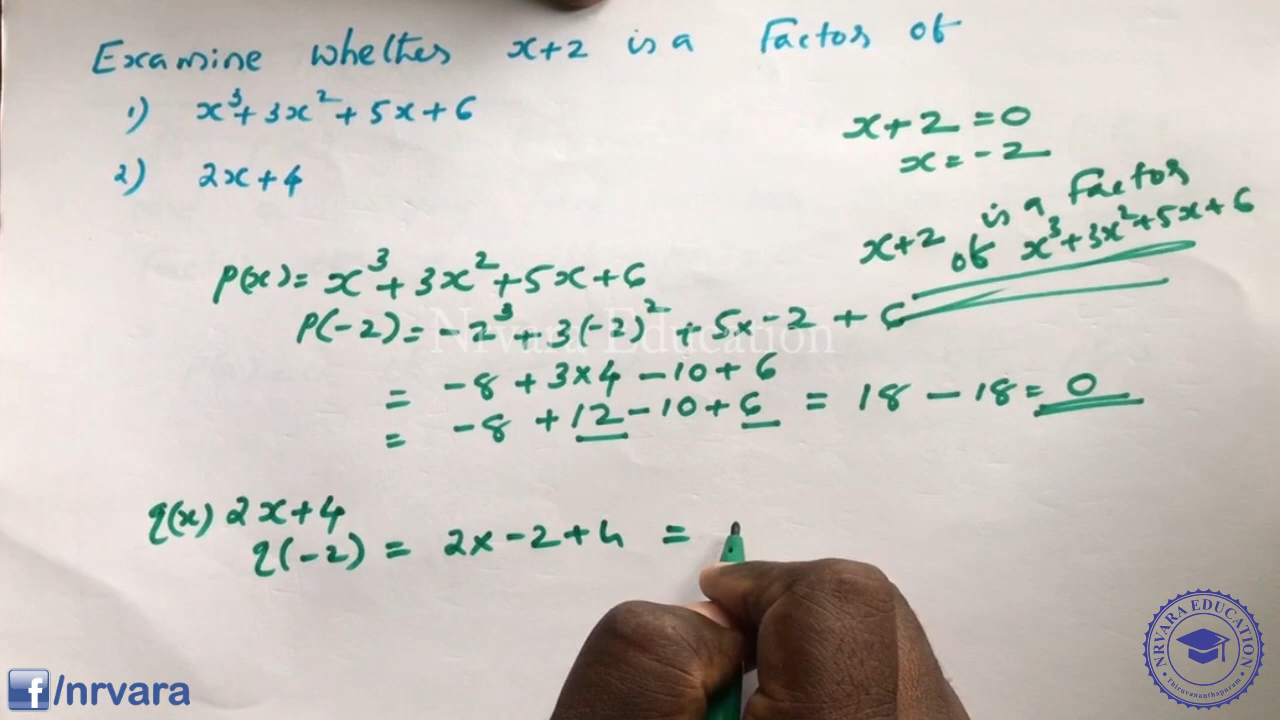 Examine whether x+2 is a Factor of
1) x³+3x²+5x+6
2) 2x+4
x+2=0
x=-2
x+2 is a Factor
of x³+3x²+5x+6
p(x)= x³+3x²+5x+6
p(-2)= -2³+3(-2)²+5x-2+6
= -8+3x4-10+6
= -8+12-10+6 = 18-18=0
Nrvara Education
q(x) 2x+4
q(-2) = 2x-2+4 =
NRVARA EDUCATION
Thiruvananthapuram
f/nrvara